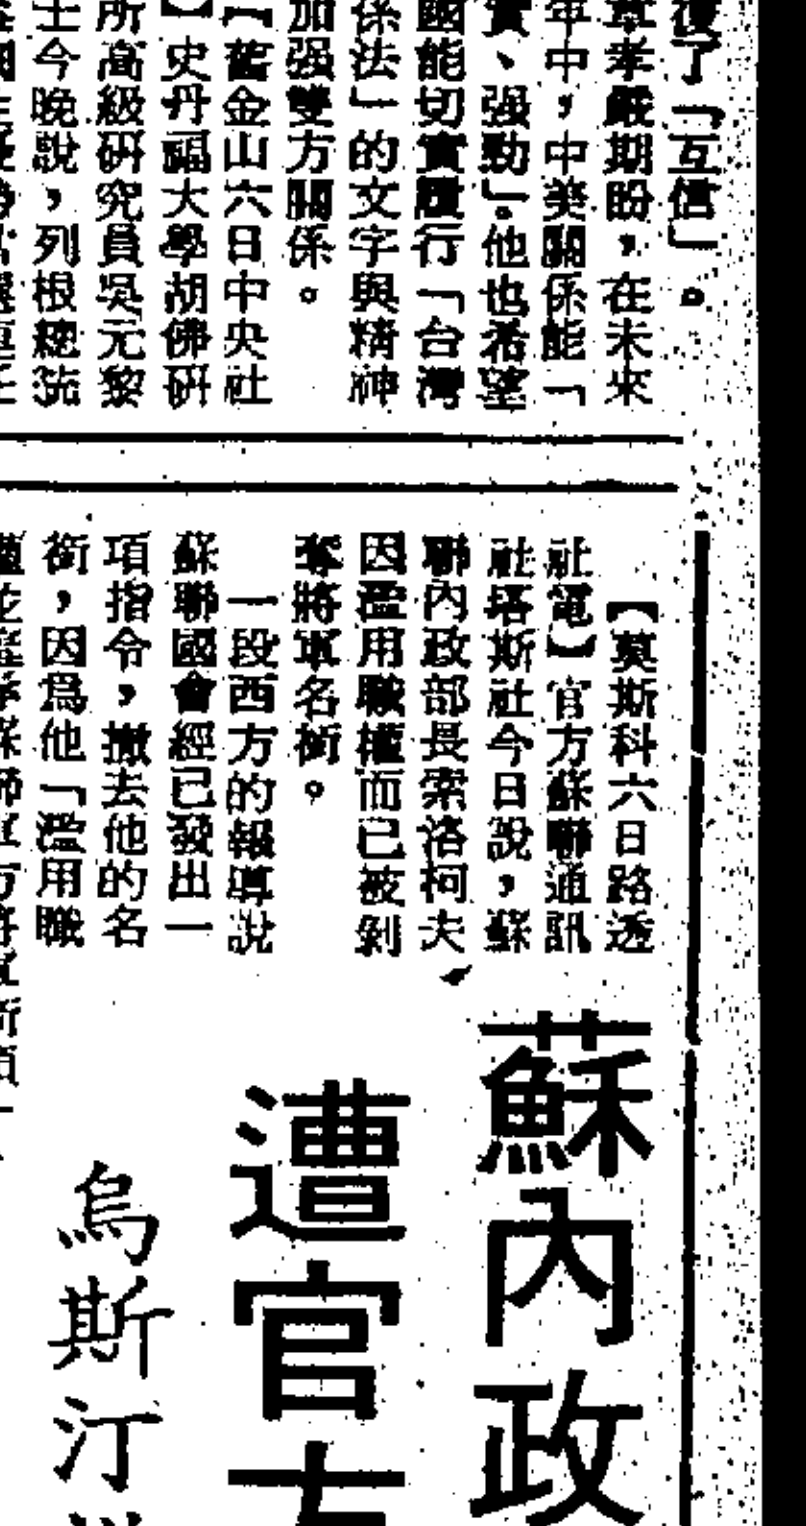 復了「互信」。
章孝嚴期盼，在未來
年中，中美關係能「
實、强勁」。他也希望
國能切實履行「台灣
係法」的文字與精神
加强雙方關係。
【舊金山六日中央社
】史丹福大學胡佛硏
所高級硏究員吳元黎
士今晚說，列根總統
【莫斯科六日路透
社電】官方蘇聯通訊
社塔斯社今日說，蘇
聯內政部長索洛柯夫
因濫用職權而已被剝
奪將軍名銜。
一段西方的報導說
蘇聯國會經已發出一
項指令，撤去他的名
銜，因爲他「濫用職
蘇內政
遭官方
烏斯汀